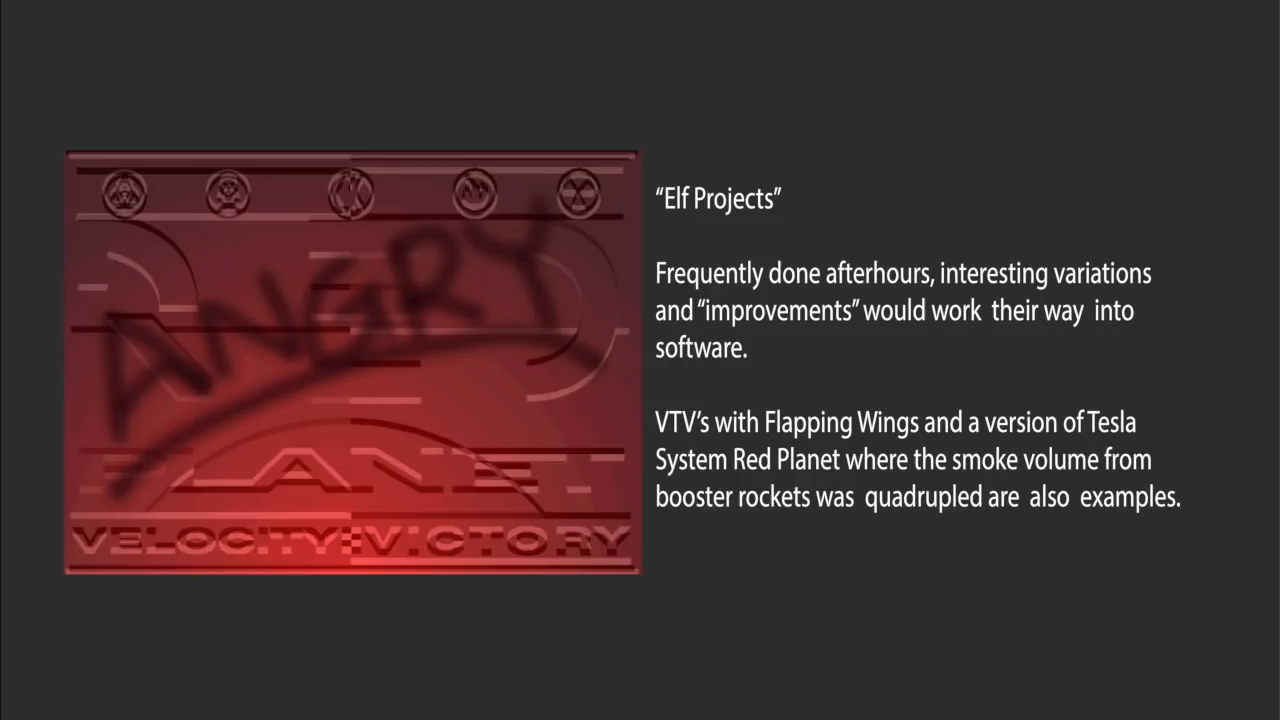 ANGRY
PLANET
VELOCITY:VICTORY
“Elf Projects”
Frequently done afterhours, interesting variations
and “improvements” would work their way into
software.
VTV’s with Flapping Wings and a version of Tesla
System Red Planet where the smoke volume from
booster rockets was quadrupled are also examples.